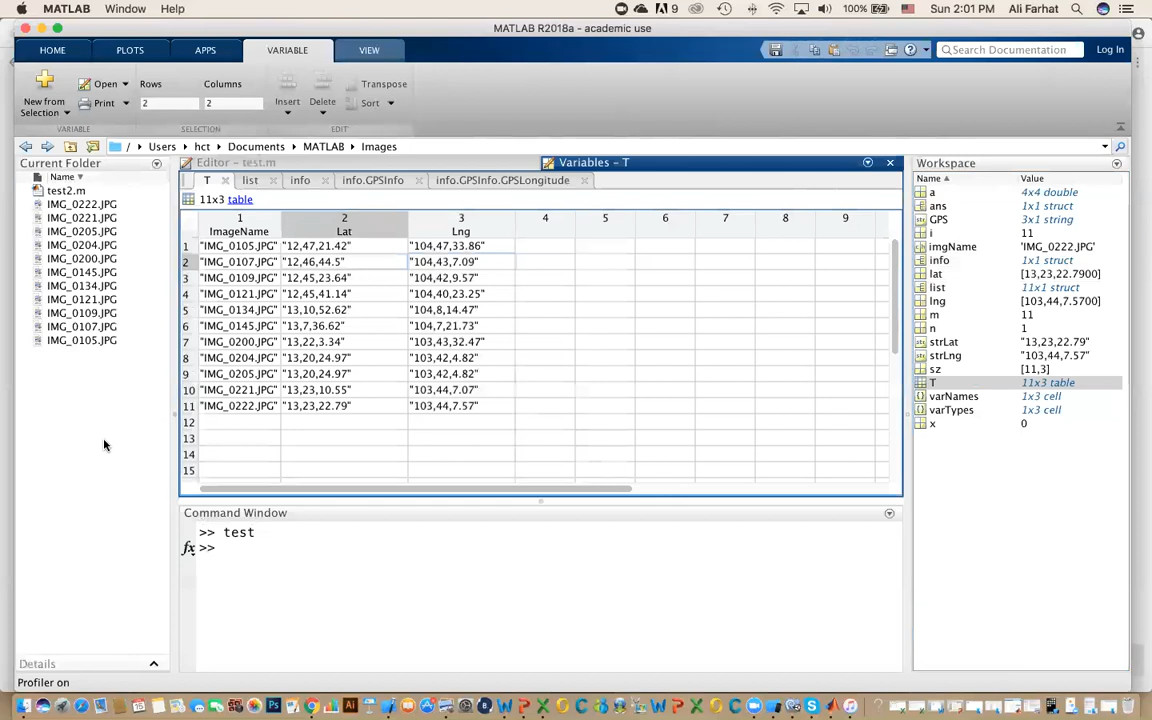 MATLAB Window Help 9 100% Sun 2:01 PM Ali Farhat
MATLAB R2018a - academic use
HOME PLOTS APPS VARIABLE VIEW Search Documentation Log In
New from Selection Open Print Rows 2 Columns 2 Insert Delete Transpose Sort
VARIABLE SELECTION EDIT
/ Users hct Documents MATLAB Images
Current Folder
Name
test2.m
IMG_0222.JPG
IMG_0221.JPG
IMG_0205.JPG
IMG_0204.JPG
IMG_0200.JPG
IMG_0145.JPG
IMG_0134.JPG
IMG_0121.JPG
IMG_0109.JPG
IMG_0107.JPG
IMG_0105.JPG
Details
Profiler on
Editor - test.m Variables - T
T list info info.GPSInfo info.GPSInfo.GPSLongitude
11x3 table
1 2 3 4 5 6 7 8 9
ImageName Lat Lng
1 "IMG_0105.JPG" "12,47,21.42" "104,47,33.86"
2 "IMG_0107.JPG" "12,46,44.5" "104,43,7.09"
3 "IMG_0109.JPG" "12,45,23.64" "104,42,9.57"
4 "IMG_0121.JPG" "12,45,41.14" "104,40,23.25"
5 "IMG_0134.JPG" "13,10,52.62" "104,8,14.47"
6 "IMG_0145.JPG" "13,7,36.62" "104,7,21.73"
7 "IMG_0200.JPG" "13,22,3.34" "103,43,32.47"
8 "IMG_0204.JPG" "13,20,24.97" "103,42,4.82"
9 "IMG_0205.JPG" "13,20,24.97" "103,42,4.82"
10 "IMG_0221.JPG" "13,23,10.55" "103,44,7.07"
11 "IMG_0222.JPG" "13,23,22.79" "103,44,7.57"
12
13
14
15
Command Window
>> test
fx >>
Workspace
Name Value
a 4x4 double
ans 1x1 struct
GPS 3x1 string
i 11
imgName 'IMG_0222.JPG'
info 1x1 struct
lat [13,23,22.7900]
list 11x1 struct
lng [103,44,7.5700]
m 11
n 1
strLat "13,23,22.79"
strLng "103,44,7.57"
sz [11,3]
T 11x3 table
varNames 1x3 cell
varTypes 1x3 cell
x 0